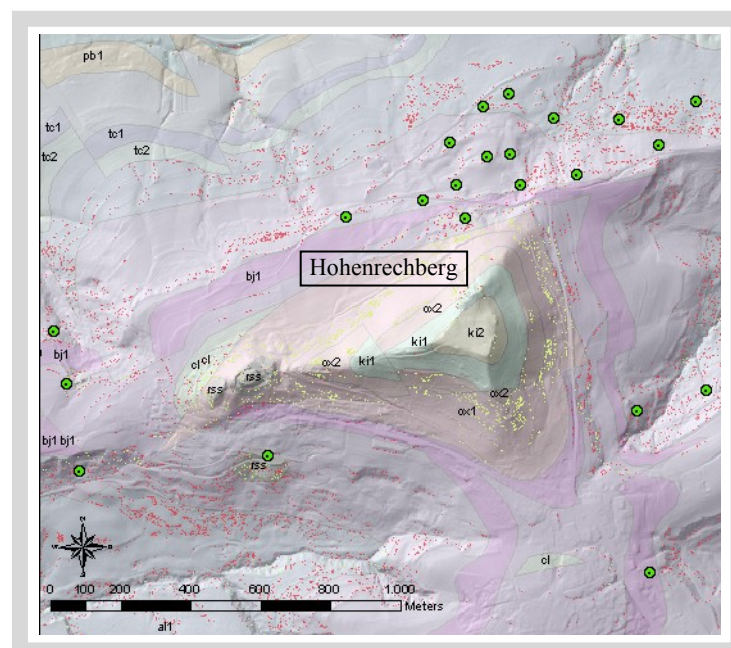 pb1
tc1
tc1
tc2
tc2
Hohenrechberg
bj1
ox2
ki2
ki1
bj1
cl cl
ox2
ki1
rss
rss
ox2
ox1
bj1 bj1
rss
cl
0 100 200 400 600 800 1.000
Meters
al1